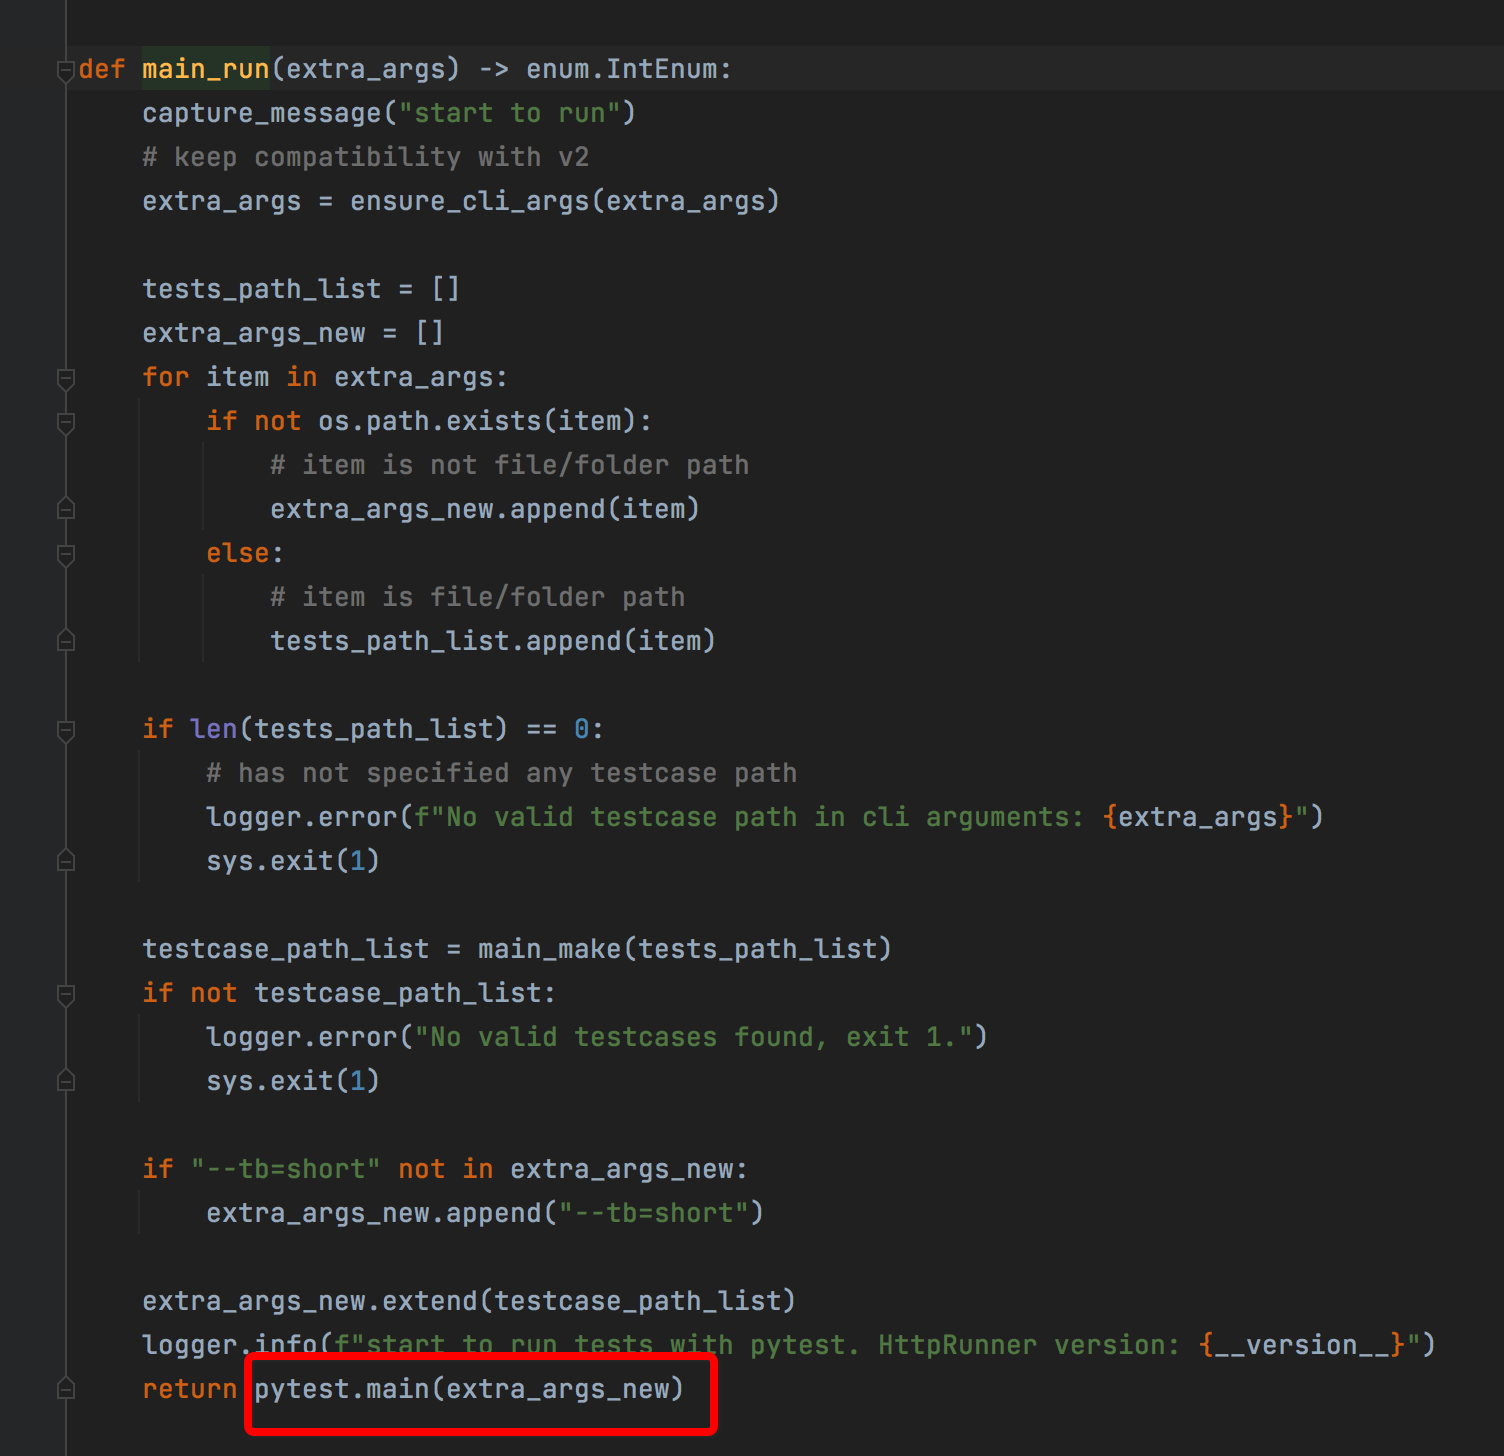 def main_run(extra_args) -> enum.IntEnum:
    capture_message("start to run")
    # keep compatibility with v2
    extra_args = ensure_cli_args(extra_args)

    tests_path_list = []
    extra_args_new = []
    for item in extra_args:
        if not os.path.exists(item):
            # item is not file/folder path
            extra_args_new.append(item)
        else:
            # item is file/folder path
            tests_path_list.append(item)

    if len(tests_path_list) == 0:
        # has not specified any testcase path
        logger.error(f"No valid testcase path in cli arguments: {extra_args}")
        sys.exit(1)

    testcase_path_list = main_make(tests_path_list)
    if not testcase_path_list:
        logger.error("No valid testcases found, exit 1.")
        sys.exit(1)

    if "--tb=short" not in extra_args_new:
        extra_args_new.append("--tb=short")

    extra_args_new.extend(testcase_path_list)
    logger.info(f"start to run tests with pytest. HttpRunner version: {__version__}")
    return pytest.main(extra_args_new)